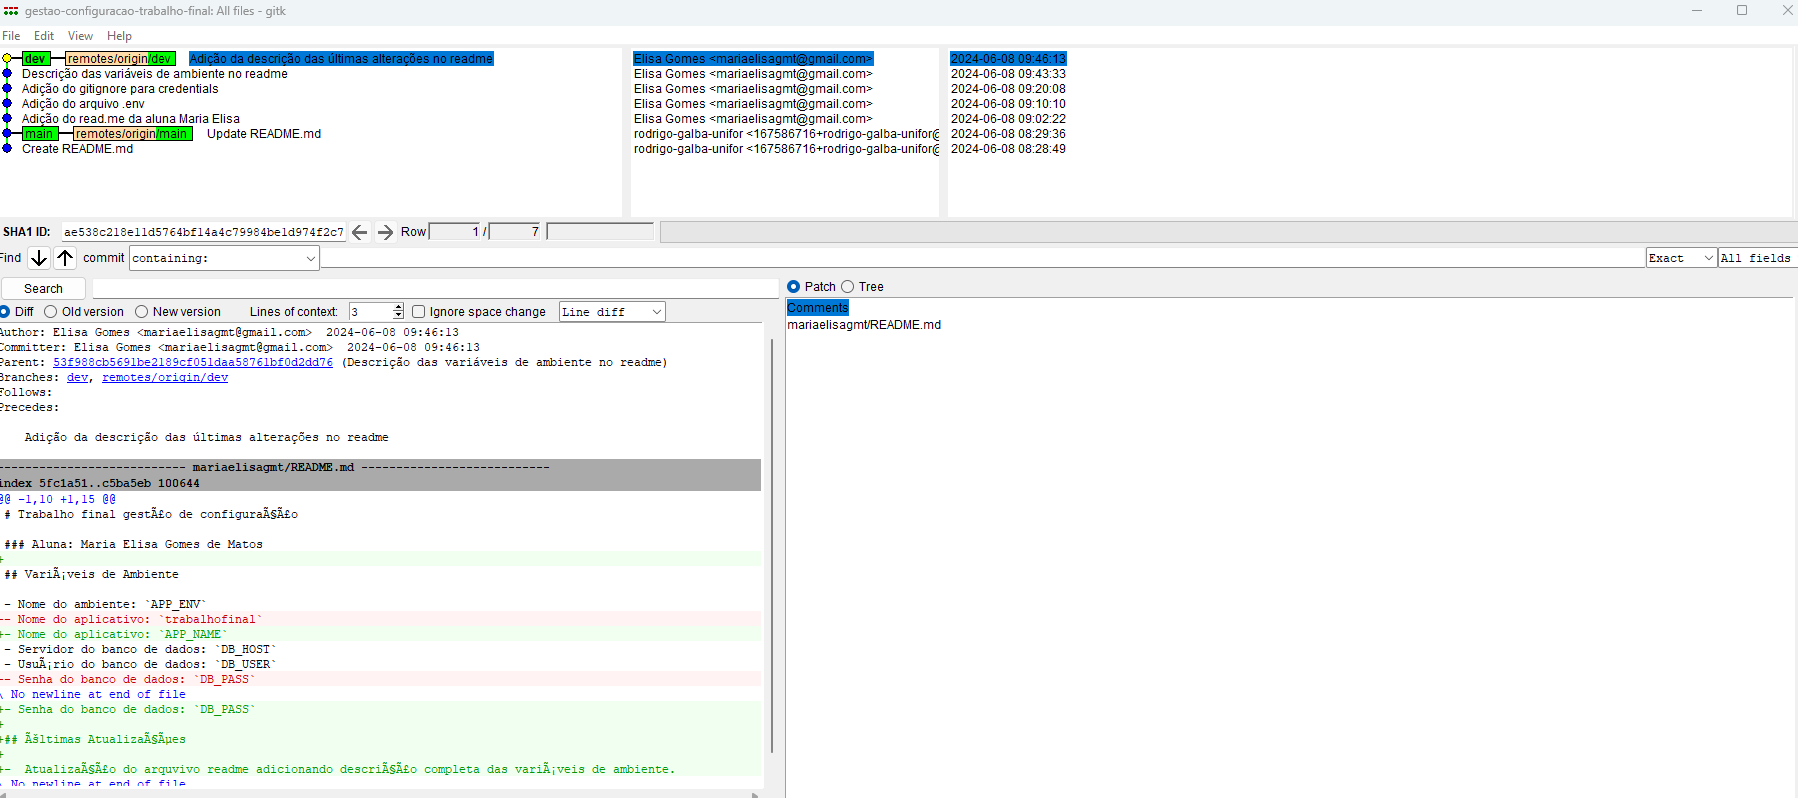 gestao-configuracao-trabalho-final: All files - gitk
File Edit View Help
dev remotes/origin/dev Adição da descrição das últimas alterações no readme Elisa Gomes <mariaelisagmt@gmail.com> 2024-06-08 09:46:13
Descrição das variáveis de ambiente no readme Elisa Gomes <mariaelisagmt@gmail.com> 2024-06-08 09:43:33
Adição do gitignore para credentials Elisa Gomes <mariaelisagmt@gmail.com> 2024-06-08 09:20:08
Adição do arquivo .env Elisa Gomes <mariaelisagmt@gmail.com> 2024-06-08 09:10:10
Adição do read.me da aluna Maria Elisa Elisa Gomes <mariaelisagmt@gmail.com> 2024-06-08 09:02:22
main remotes/origin/main Update README.md rodrigo-galba-unifor <167586716+rodrigo-galba-unifor@ 2024-06-08 08:29:36
Create README.md rodrigo-galba-unifor <167586716+rodrigo-galba-unifor@ 2024-06-08 08:28:49
SHA1 ID: ae538c218e11d5764bf14a4c79984be1d974f2c7 Row 1 / 7
Find commit containing: Exact All fields
Search
Patch Tree
Diff Old version New version Lines of context: 3 Ignore space change Line diff
Comments
mariaelisagmt/README.md
Author: Elisa Gomes <mariaelisagmt@gmail.com> 2024-06-08 09:46:13
Committer: Elisa Gomes <mariaelisagmt@gmail.com> 2024-06-08 09:46:13
Parent: 53f988cb5691be2189cf051daa58761bf0d2dd76 (Descrição das variáveis de ambiente no readme)
Branches: dev, remotes/origin/dev
Follows:
Precedes:
Adição da descrição das últimas alterações no readme
--------------------------- mariaelisagmt/README.md ---------------------------
index 5fc1a51..c5ba5eb 100644
@@ -1,10 +1,15 @@
# Trabalho final gestÃ£o de configuraÃ§Ã£o
### Aluna: Maria Elisa Gomes de Matos
+
## VariÃ¡veis de Ambiente
- Nome do ambiente: `APP_ENV`
-- Nome do aplicativo: `trabalhofinal`
+- Nome do aplicativo: `APP_NAME`
- Servidor do banco de dados: `DB_HOST`
- UsuÃ¡rio do banco de dados: `DB_USER`
-- Senha do banco de dados: `DB_PASS`
\ No newline at end of file
+- Senha do banco de dados: `DB_PASS`
+
+## Ãšltimas AtualizaÃ§Ãµes
+
+- AtualizaÃ§Ã£o do arquvivo readme adicionando descriÃ§Ã£o completa das variÃ¡veis de ambiente.
\ No newline at end of file